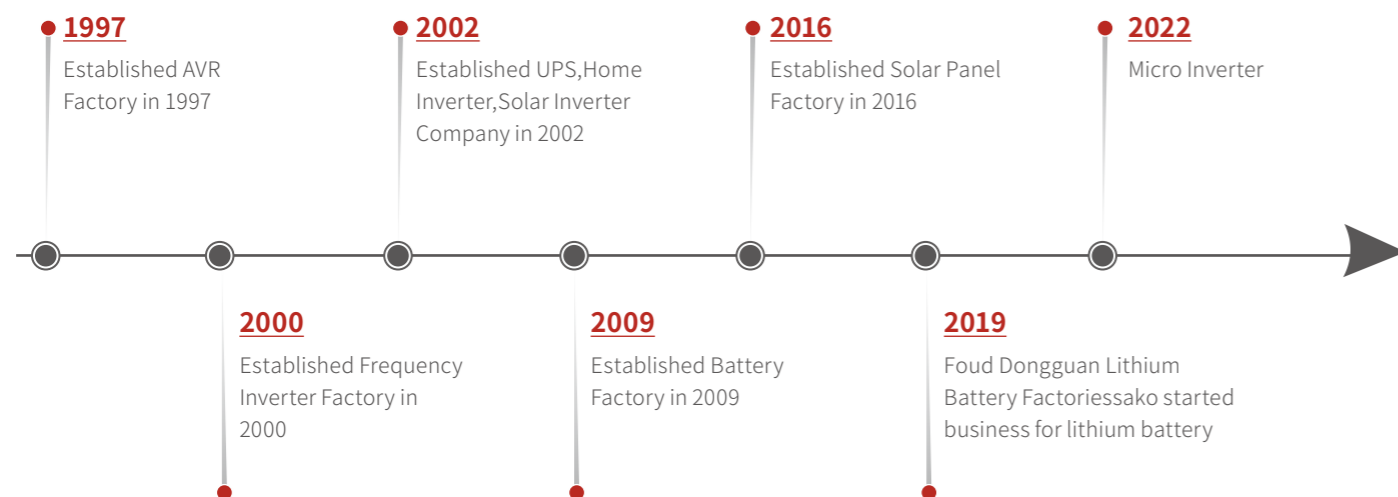 1997
Established AVR
Factory in 1997
2002
Established UPS,Home
Inverter,Solar Inverter
Company in 2002
2016
Established Solar Panel
Factory in 2016
2022
Micro Inverter
2000
Established Frequency
Inverter Factory in
2000
2009
Established Battery
Factory in 2009
2019
Foud Dongguan Lithium
Battery Factoriessako started
business for lithium battery